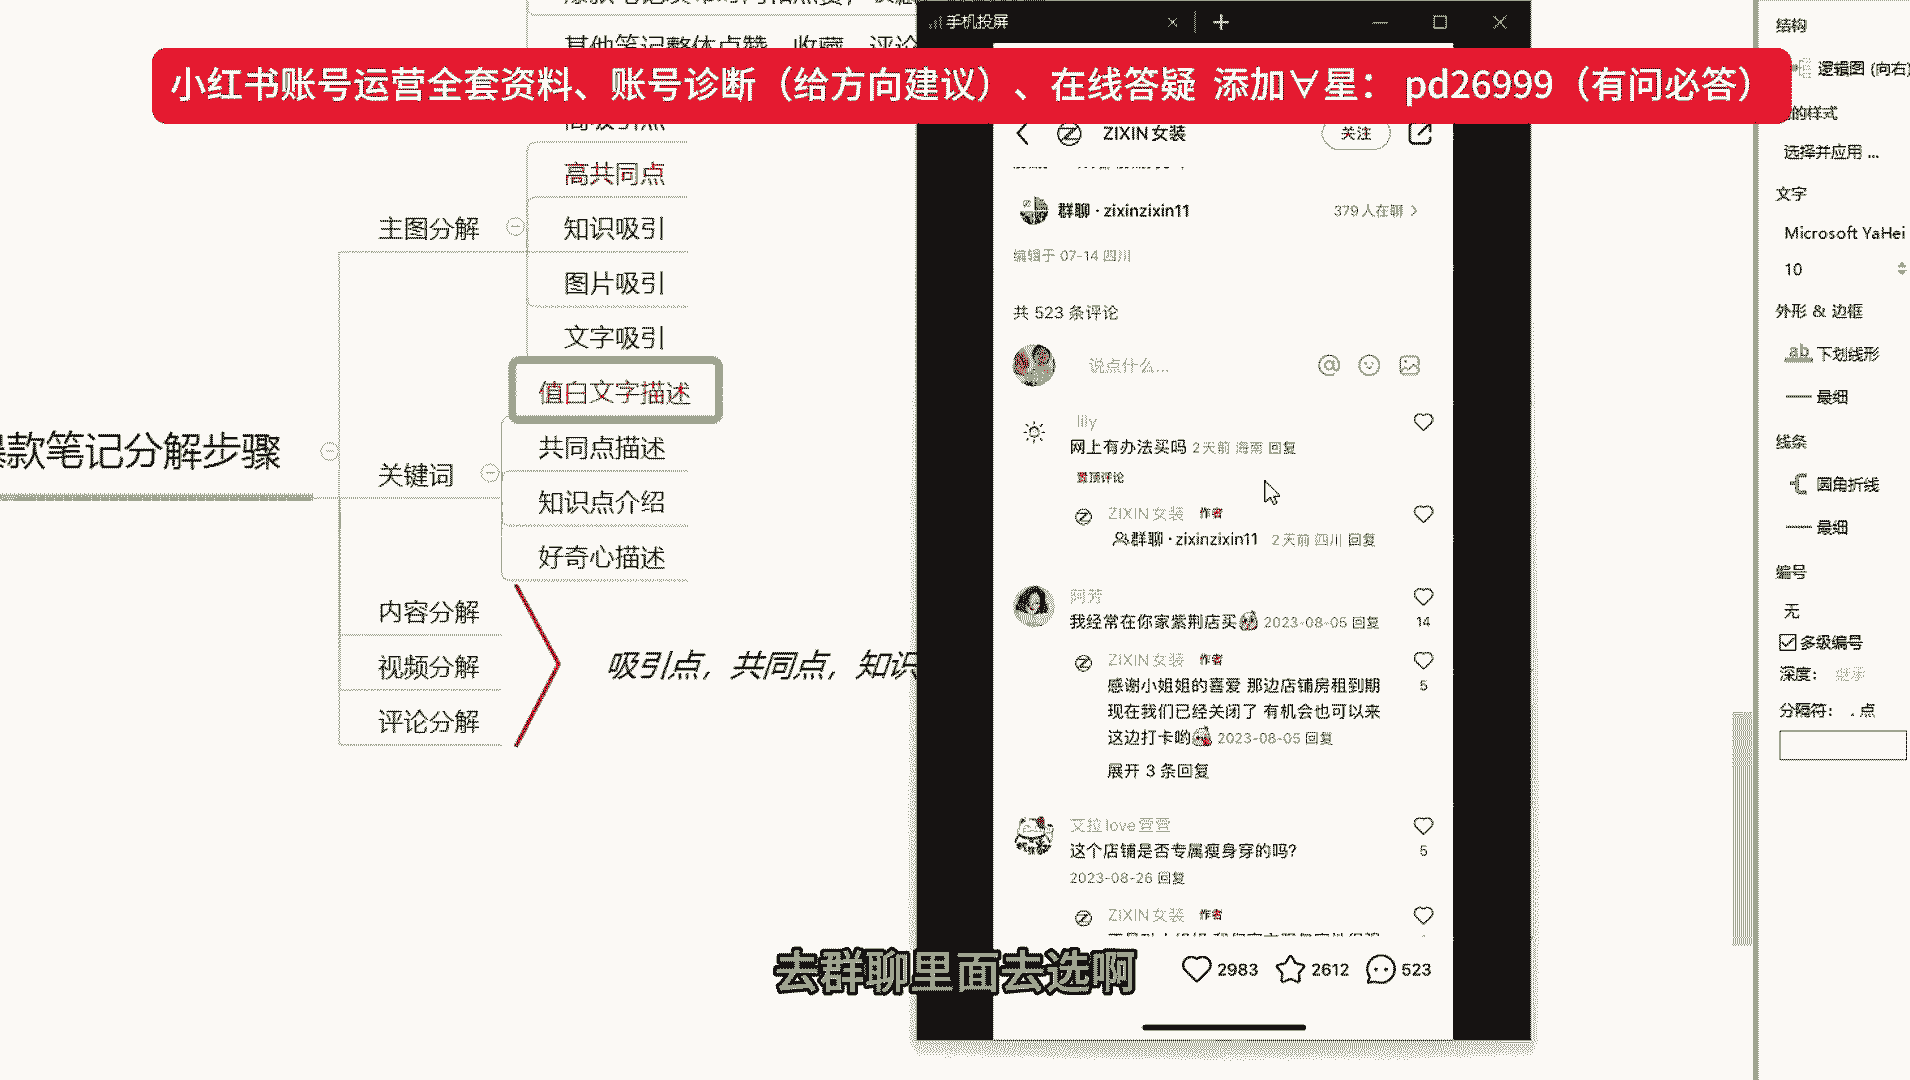 其他笔记整体点赞，收藏，评论
手机投屏
小红书账号运营全套资料、账号诊断（给方向建议）、在线答疑 添加∀星： pd26999（有问必答）
高共同点
主图分解
知识吸引
图片吸引
文字吸引
值白文字描述
款笔记分解步骤
关键词
共同点描述
知识点介绍
好奇心描述
内容分解
视频分解
评论分解
吸引点，共同点，知识
ZIXIN女装
关注
群聊 · zixinzixin11
379人在聊
编辑于 07-14 四川
共 523 条评论
说点什么...
lily
网上有办法买吗 2天前 海南 回复
置顶评论
ZIXIN女装 作者
群聊 · zixinzixin11 2天前 四川 回复
阿芳
我经常在你家紫荆店买 2023-08-05 回复
14
ZIXIN女装 作者
感谢小姐姐的喜爱 那边店铺房租到期
现在我们已经关闭了 有机会也可以来
这边打卡哟 2023-08-05 回复
5
展开 3 条回复
艾拉love萱萱
这个店铺是否专属瘦身穿的吗?
5
2023-08-26 回复
ZIXIN女装 作者
去群聊里面去选啊
2983
2612
523
结构
逻辑图 (向右)
的样式
选择并应用 ...
文字
Microsoft YaHei
10
外形 & 边框
ab 下划线形
最细
线条
圆角折线
最细
编号
无
多级编号
深度： 继承
分隔符： . 点